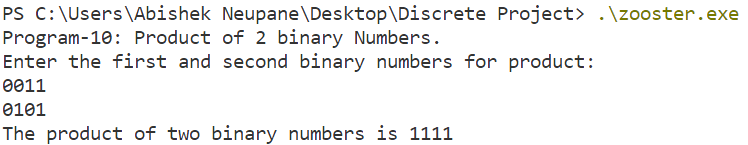 PS C:\Users\Abishek Neupane\Desktop\Discrete Project> .\zooster.exe
Program-10: Product of 2 binary Numbers.
Enter the first and second binary numbers for product:
0011
0101
The product of two binary numbers is 1111